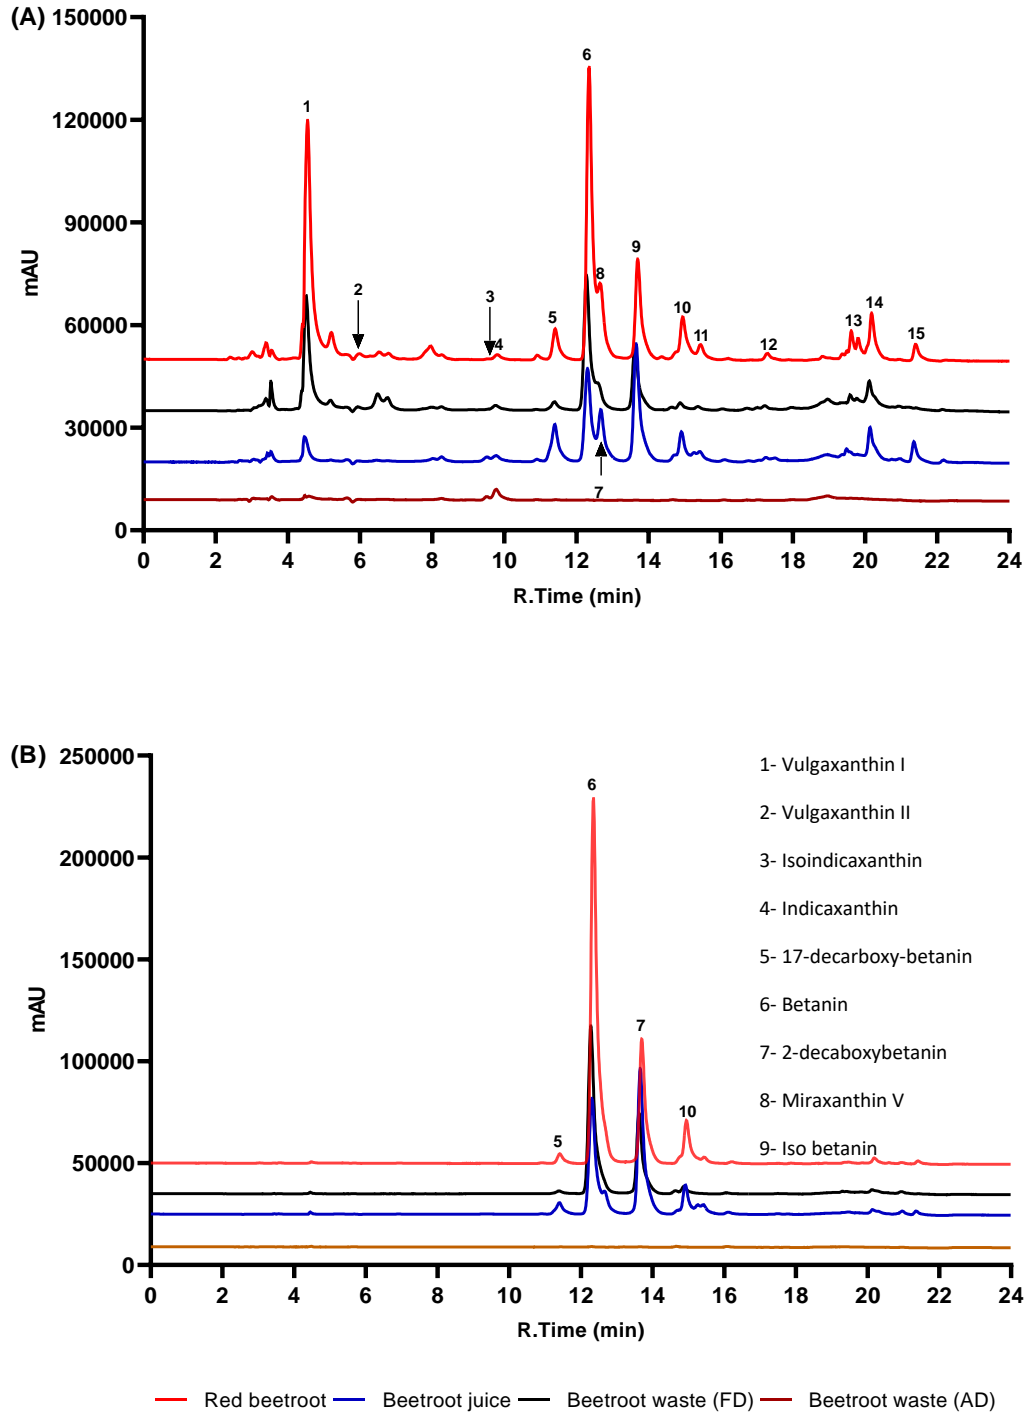 (A)
150000
120000
90000
60000
30000
0
mAU
1
2
3
4
5
6
7
8
9
10
11
12
13
14
15
0 2 4 6 8 10 12 14 16 18 20 22 24
R.Time (min)
(B)
250000
200000
150000
100000
50000
0
mAU
5
6
7
10
1- Vulgaxanthin I
2- Vulgaxanthin II
3- Isoindicaxanthin
4- Indicaxanthin
5- 17-decarboxy-betanin
6- Betanin
7- 2-decaboxybetanin
8- Miraxanthin V
9- Iso betanin
0 2 4 6 8 10 12 14 16 18 20 22 24
R.Time (min)
Red beetroot Beetroot juice Beetroot waste (FD) Beetroot waste (AD)